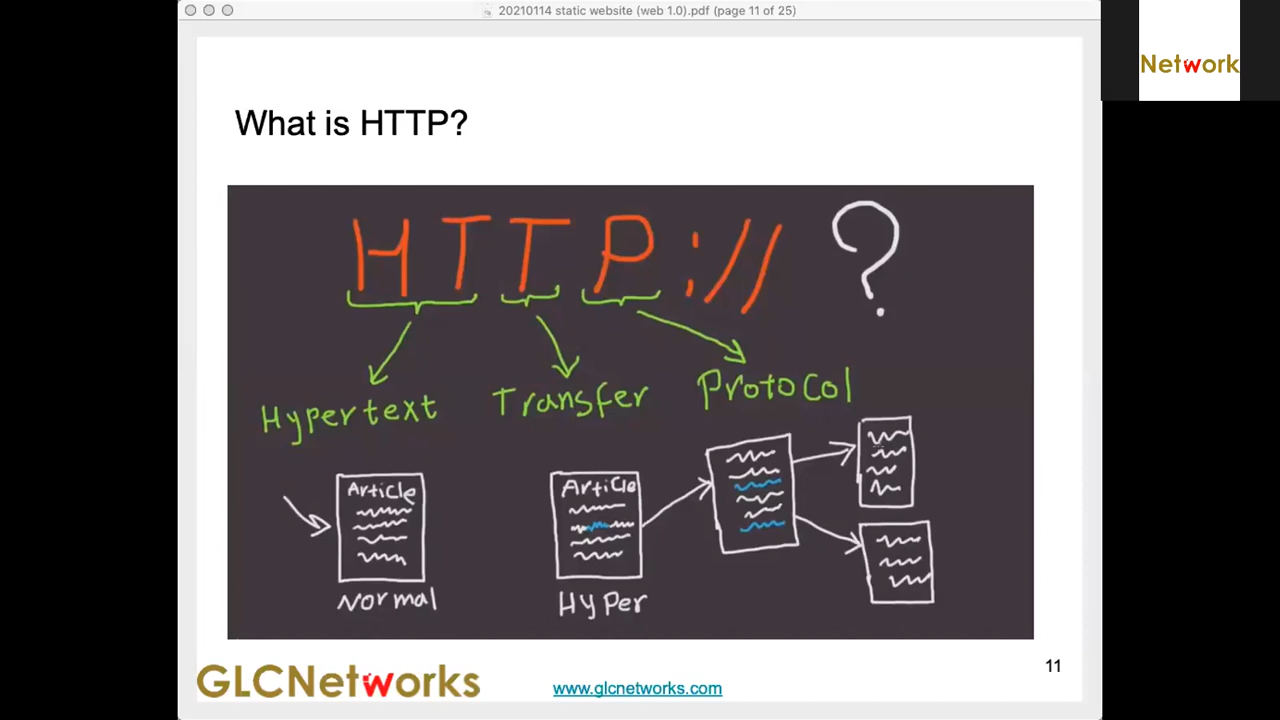 20210114 static website (web 1.0).pdf (page 11 of 25)
Network
What is HTTP?
HTTP:// ?
Hypertext Transfer Protocol
Article
Article
Normal
Hyper
GLCNetworks
www.glcnetworks.com
11